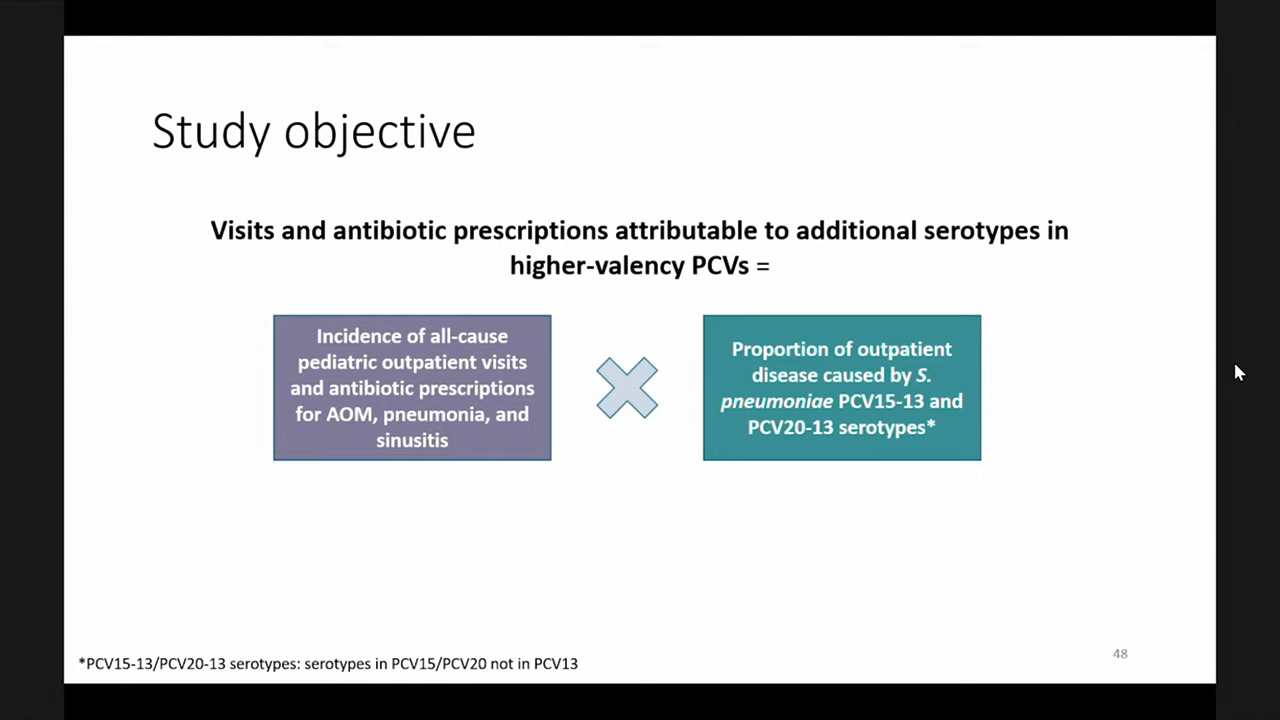 Study objective
Visits and antibiotic prescriptions attributable to additional serotypes in
higher-valency PCVs =
Incidence of all-cause
pediatric outpatient visits
and antibiotic prescriptions
for AOM, pneumonia, and
sinusitis
Proportion of outpatient
disease caused by S.
pneumoniae PCV15-13 and
PCV20-13 serotypes*
*PCV15-13/PCV20-13 serotypes: serotypes in PCV15/PCV20 not in PCV13
48